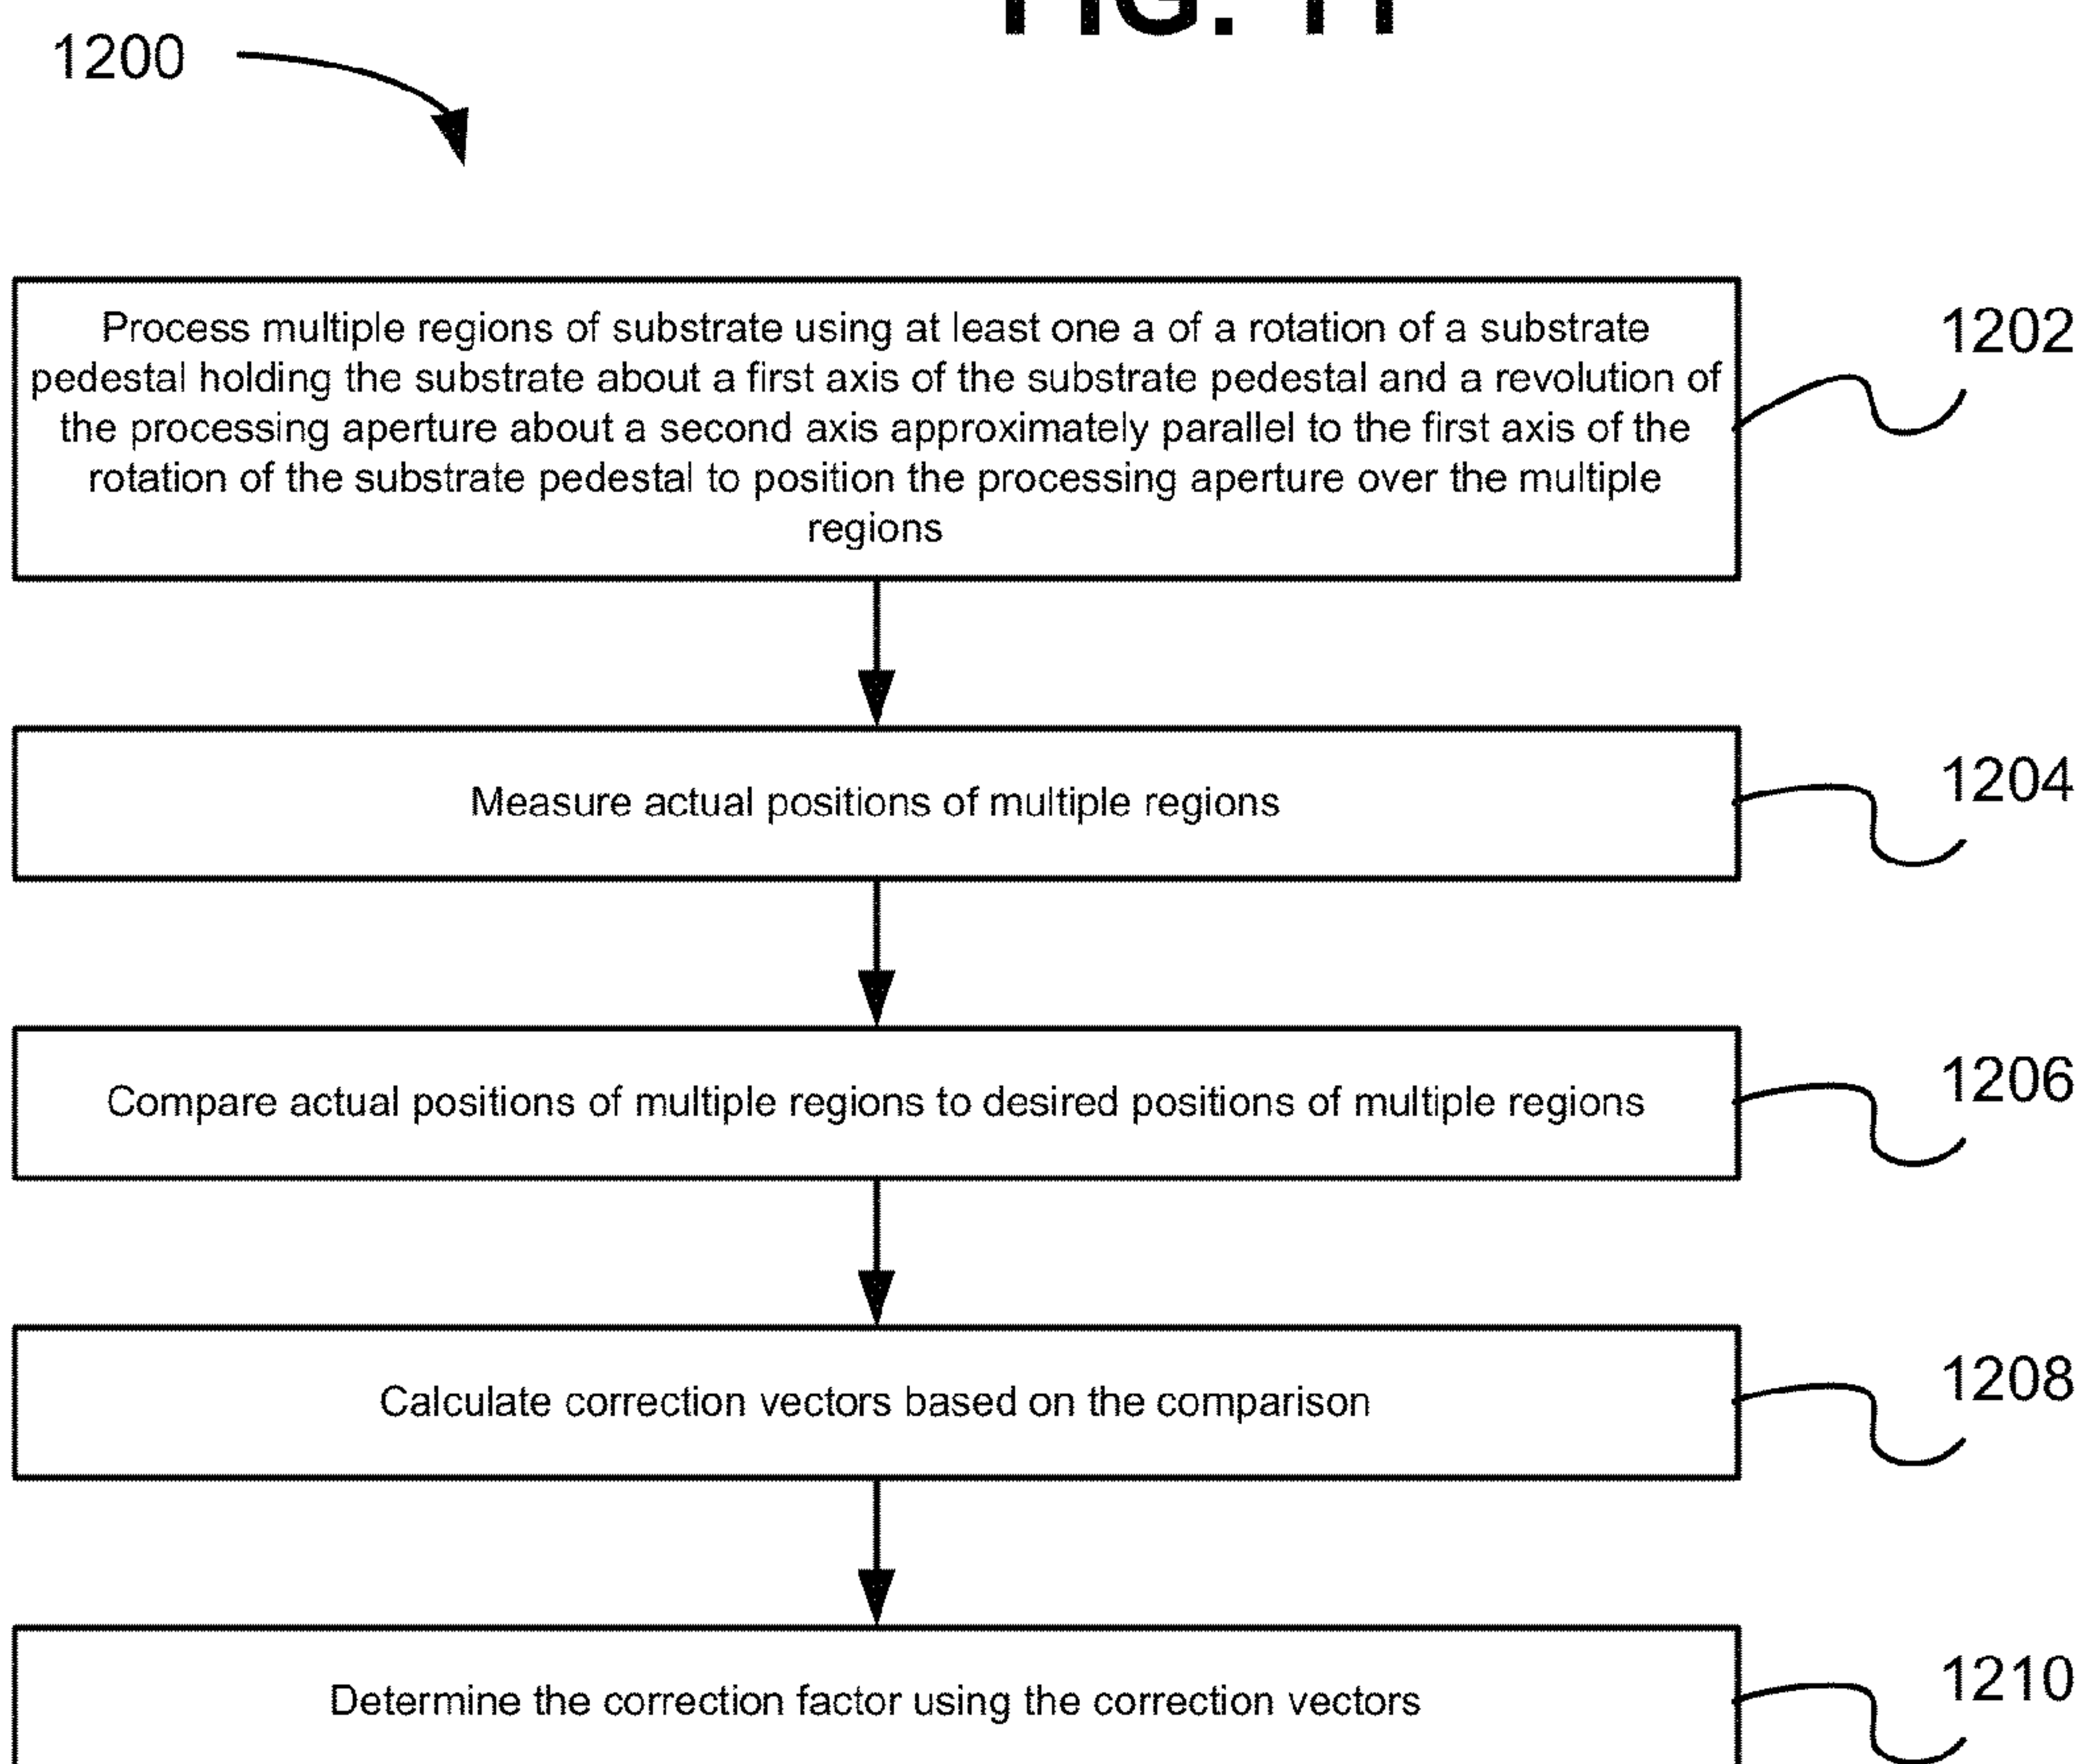 FIG. 11
1200
Process multiple regions of substrate using at least one a of a rotation of a substrate
pedestal holding the substrate about a first axis of the substrate pedestal and a revolution of
the processing aperture about a second axis approximately parallel to the first axis of the
rotation of the substrate pedestal to position the processing aperture over the multiple
regions
1202
Measure actual positions of multiple regions
1204
Compare actual positions of multiple regions to desired positions of multiple regions
1206
Calculate correction vectors based on the comparison
1208
Determine the correction factor using the correction vectors
1210